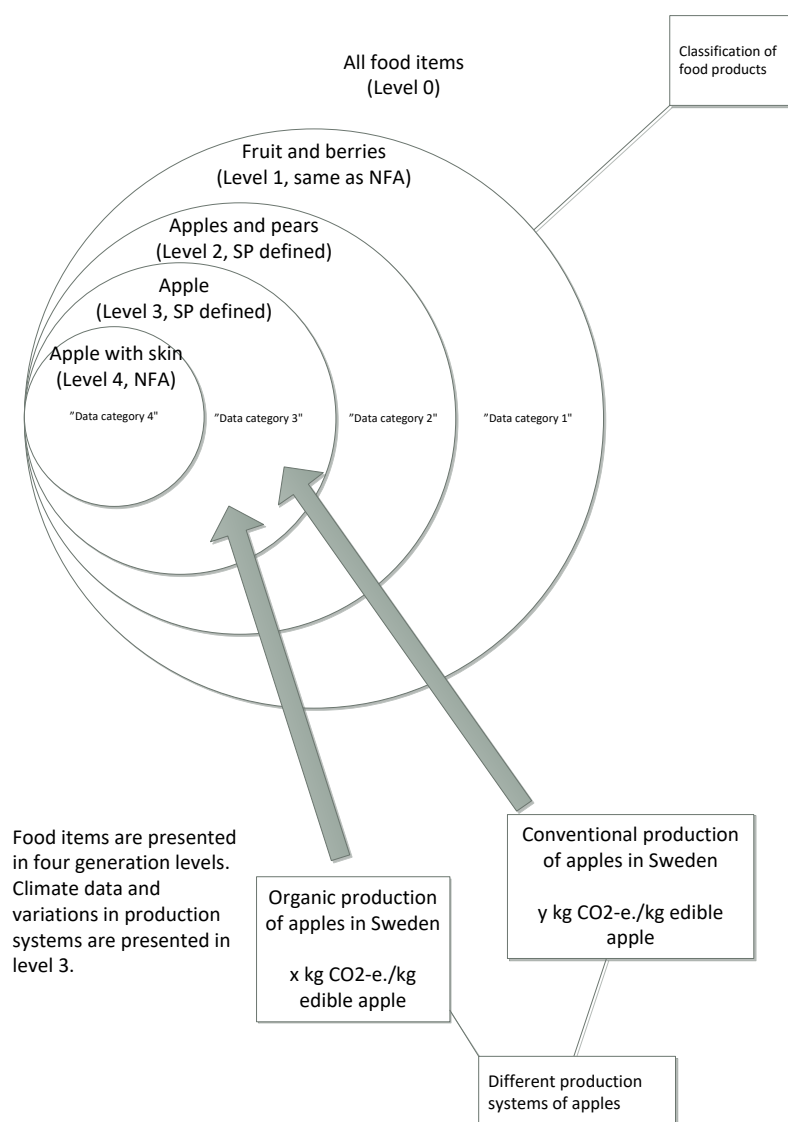 Classification of
food products
All food items
(Level 0)
Fruit and berries
(Level 1, same as NFA)
Apples and pears
(Level 2, SP defined)
Apple
(Level 3, SP defined)
Apple with skin
(Level 4, NFA)
”Data category 4"
”Data category 3"
”Data category 2"
”Data category 1"
Food items are presented
in four generation levels.
Climate data and
variations in production
systems are presented in
level 3.
Organic production
of apples in Sweden
x kg CO2-e./kg
edible apple
Conventional production
of apples in Sweden
y kg CO2-e./kg edible
apple
Different production
systems of apples